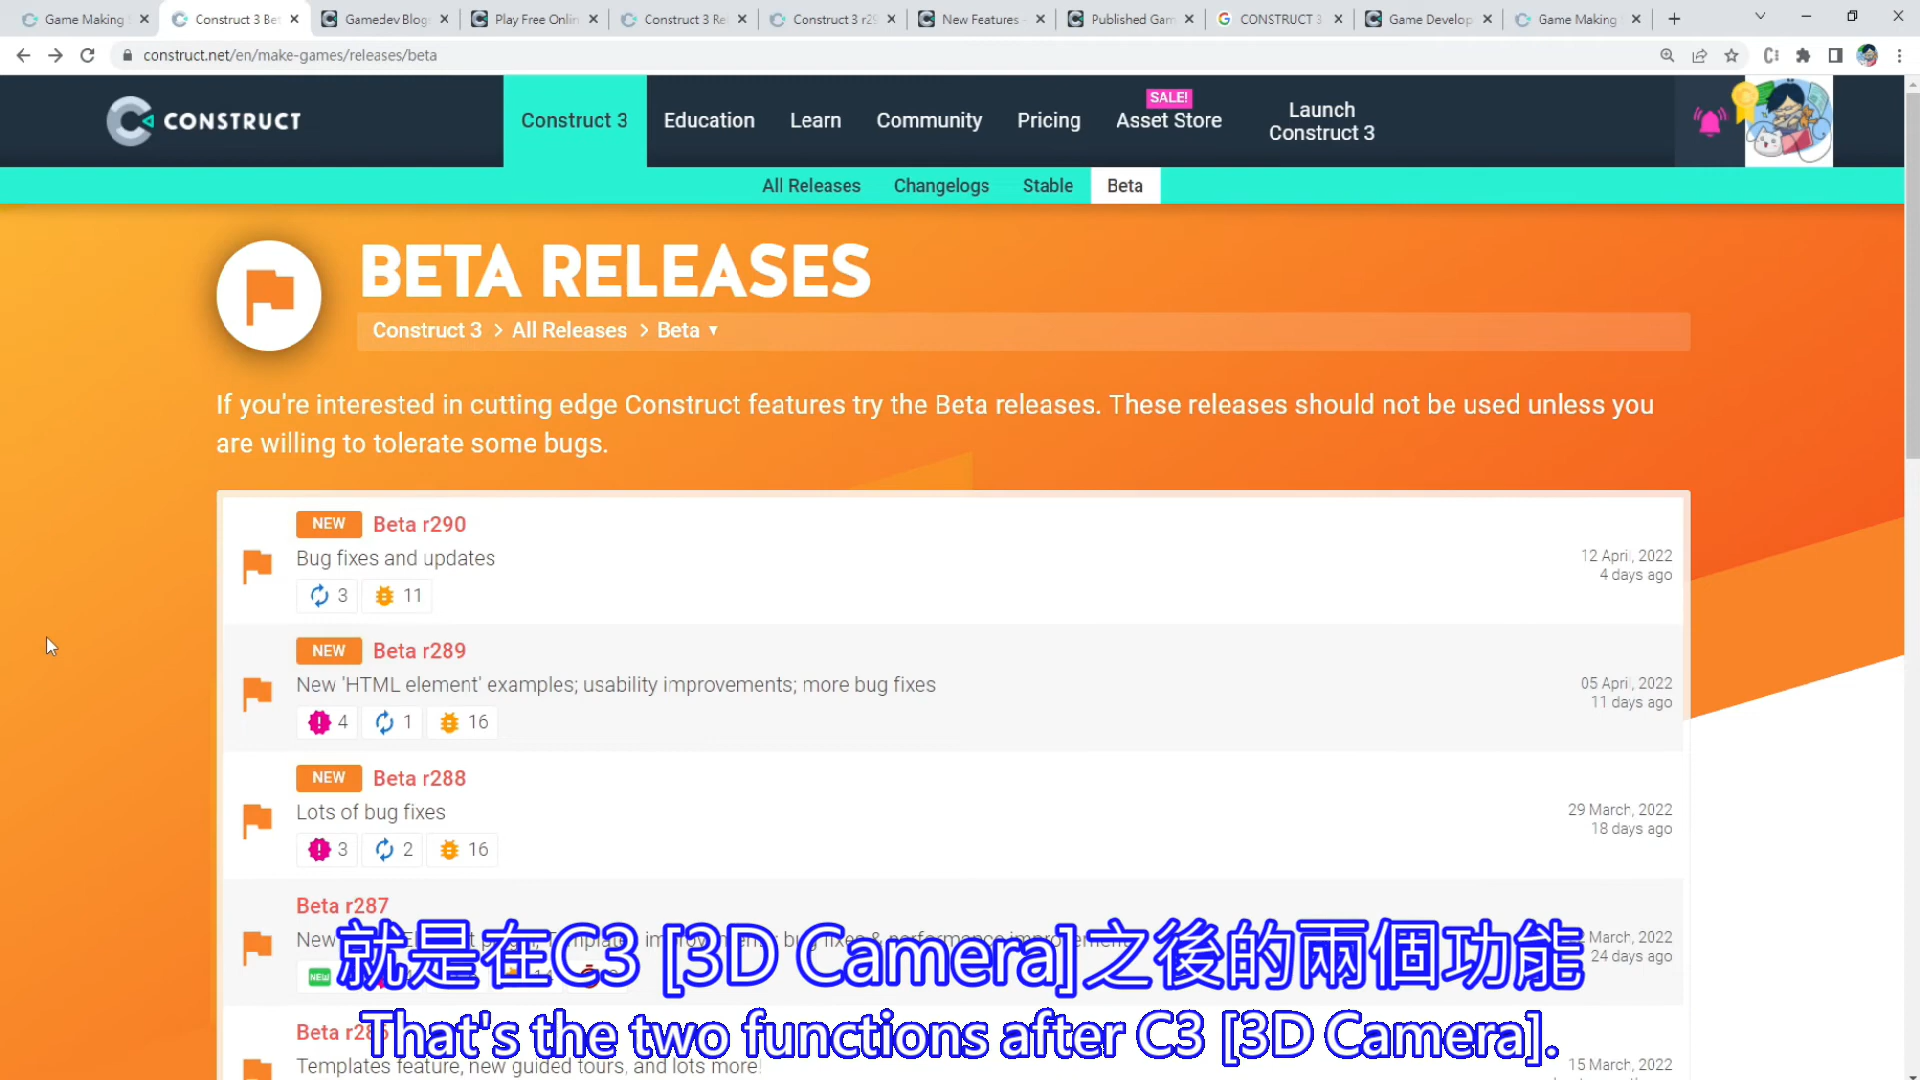 Game Making
Construct 3 Be
Gamedev Blog
Play Free Onlin
Construct 3 Re
Construct 3 r29
New Features
Published Gam
CONSTRUCT 3
Game Develop
Game Making
construct.net/en/make-games/releases/beta
CONSTRUCT
Construct 3
Education
Learn
Community
Pricing
SALE!
Asset Store
Launch
Construct 3
All Releases
Changelogs
Stable
Beta
BETA RELEASES
Construct 3 > All Releases > Beta ▼
If you're interested in cutting edge Construct features try the Beta releases. These releases should not be used unless you
are willing to tolerate some bugs.
NEW Beta r290
Bug fixes and updates
12 April, 2022
4 days ago
3 11
NEW Beta r289
New 'HTML element' examples; usability improvements; more bug fixes
05 April, 2022
11 days ago
4 1 16
NEW Beta r288
Lots of bug fixes
29 March, 2022
18 days ago
3 2 16
Beta r287
March, 2022
24 days ago
NEW
就是在C3 [3D Camera]之後的兩個功能
That's the two functions after C3 [3D Camera].
Templates feature, new guided tours, and lots more!
15 March, 2022